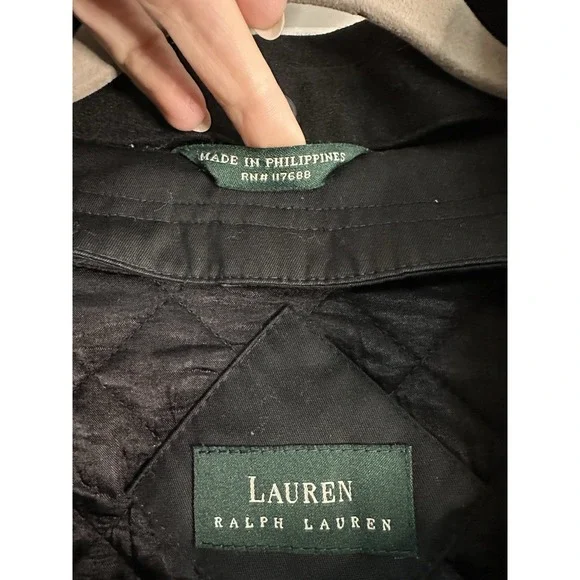 MADE IN PHILIPPINES
RN# 117688
LAUREN
RALPH LAUREN